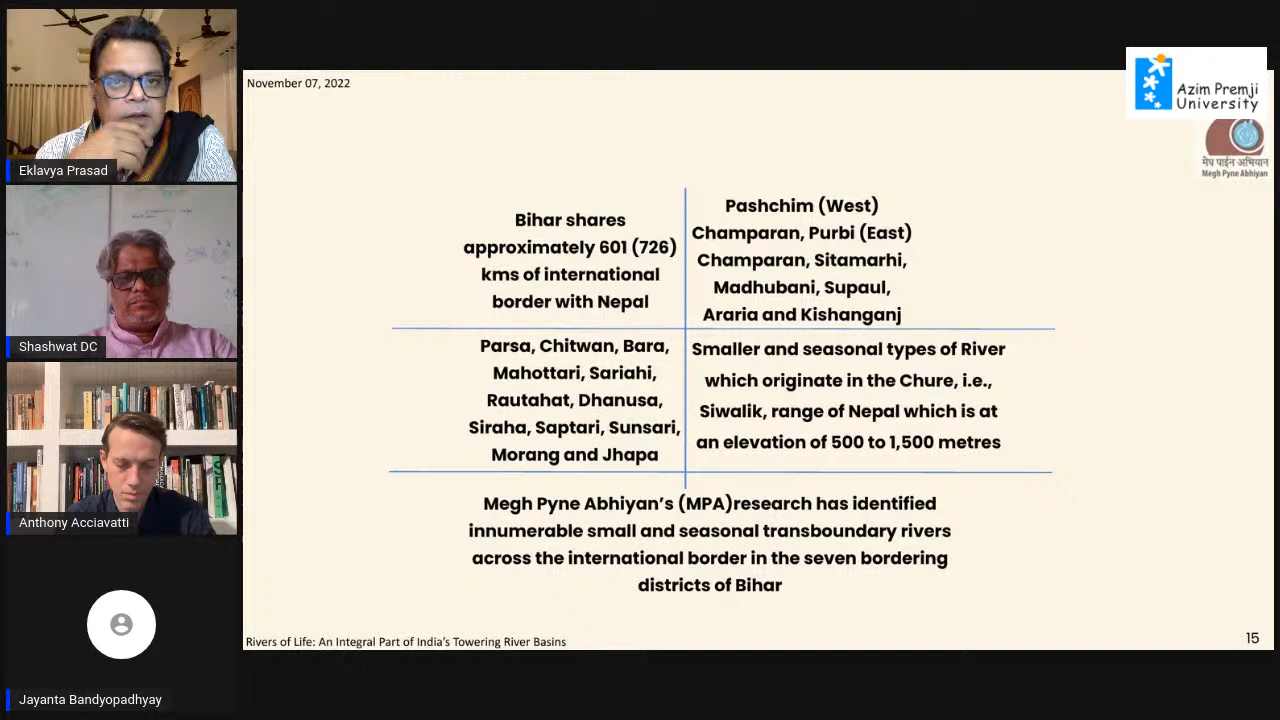 Eklavya Prasad
Shashwat DC
Anthony Acciavatti
Jayanta Bandyopadhyay
November 07, 2022
Azim Premji
University
मेघ पाईन अभियान
Megh Pyne Abhiyan
Bihar shares
approximately 601 (726)
kms of international
border with Nepal
Pashchim (West)
Champaran, Purbi (East)
Champaran, Sitamarhi,
Madhubani, Supaul,
Araria and Kishanganj
Parsa, Chitwan, Bara,
Mahottari, Sariahi,
Rautahat, Dhanusa,
Siraha, Saptari, Sunsari,
Morang and Jhapa
Smaller and seasonal types of River
which originate in the Chure, i.e.,
Siwalik, range of Nepal which is at
an elevation of 500 to 1,500 metres
Megh Pyne Abhiyan’s (MPA)research has identified
innumerable small and seasonal transboundary rivers
across the international border in the seven bordering
districts of Bihar
Rivers of Life: An Integral Part of India’s Towering River Basins
15